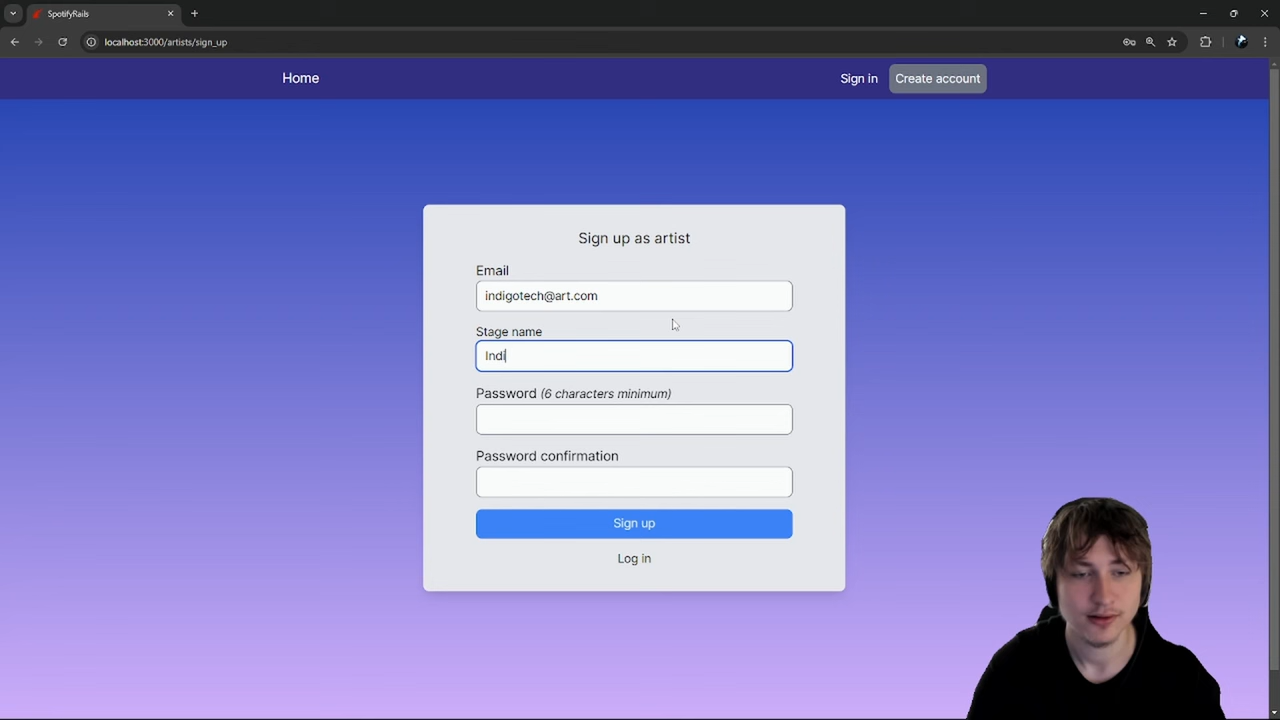 SpotifyRails
localhost:3000/artists/sign_up
Home
Sign in
Create account
Sign up as artist
Email
indigotech@art.com
Stage name
Indi
Password (6 characters minimum)
Password confirmation
Sign up
Log in